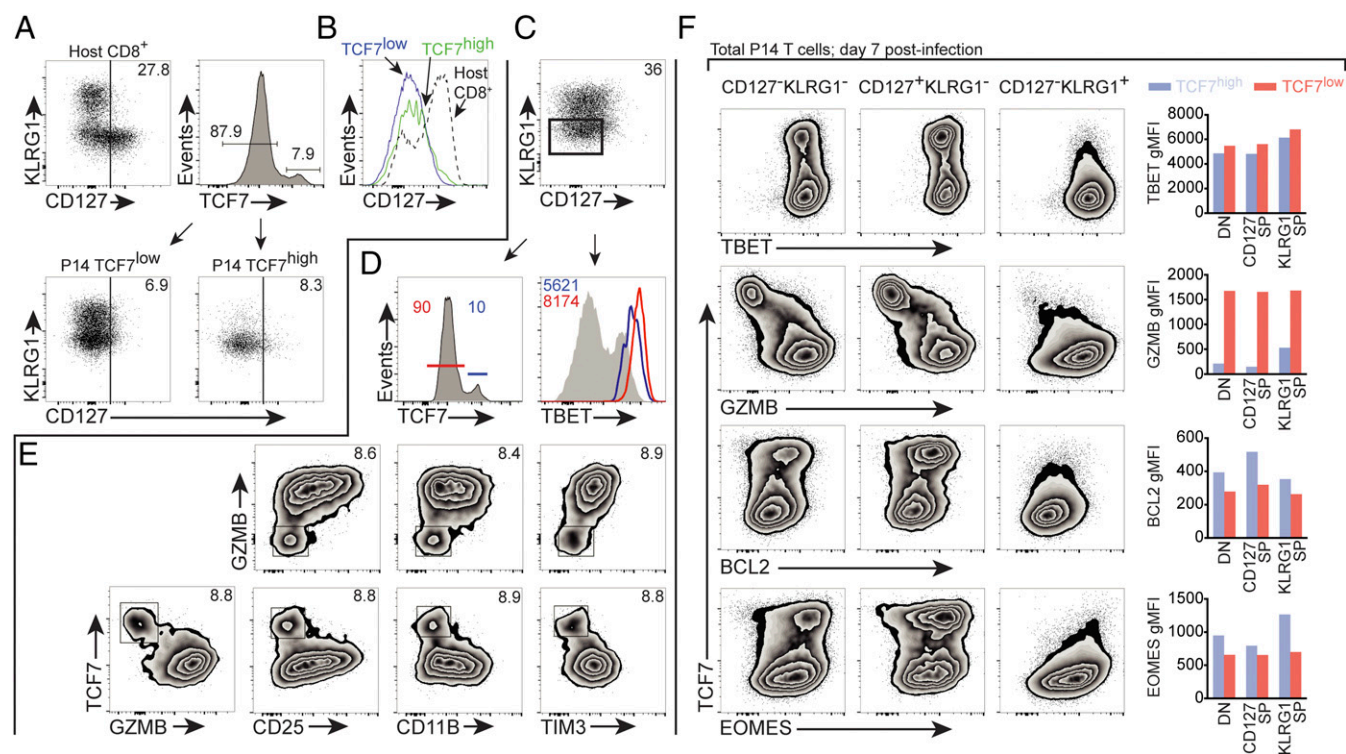 A
Host CD8+
27.8
KLRG1
CD127
87.9
7.9
Events
TCF7
P14 TCF7low
6.9
P14 TCF7high
8.3
KLRG1
CD127
B
TCF7low
TCF7high
Host
CD8+
Events
CD127
C
36
KLRG1
CD127
D
90
10
Events
TCF7
5621
8174
TBET
E
8.6
8.4
8.9
GZMB
8.8
8.8
8.9
8.8
TCF7
GZMB
CD25
CD11B
TIM3
F
Total P14 T cells; day 7 post-infection
CD127-KLRG1-
CD127+KLRG1-
CD127-KLRG1+
TCF7high
TCF7low
TBET
TBET gMFI
8000
6000
4000
2000
0
DN
CD127
SP
KLRG1
SP
GZMB
GZMB gMFI
2000
1500
1000
500
0
DN
CD127
SP
KLRG1
SP
BCL2
BCL2 gMFI
600
400
200
0
DN
CD127
SP
KLRG1
SP
TCF7
EOMES
EOMES gMFI
1500
1000
500
0
DN
CD127
SP
KLRG1
SP